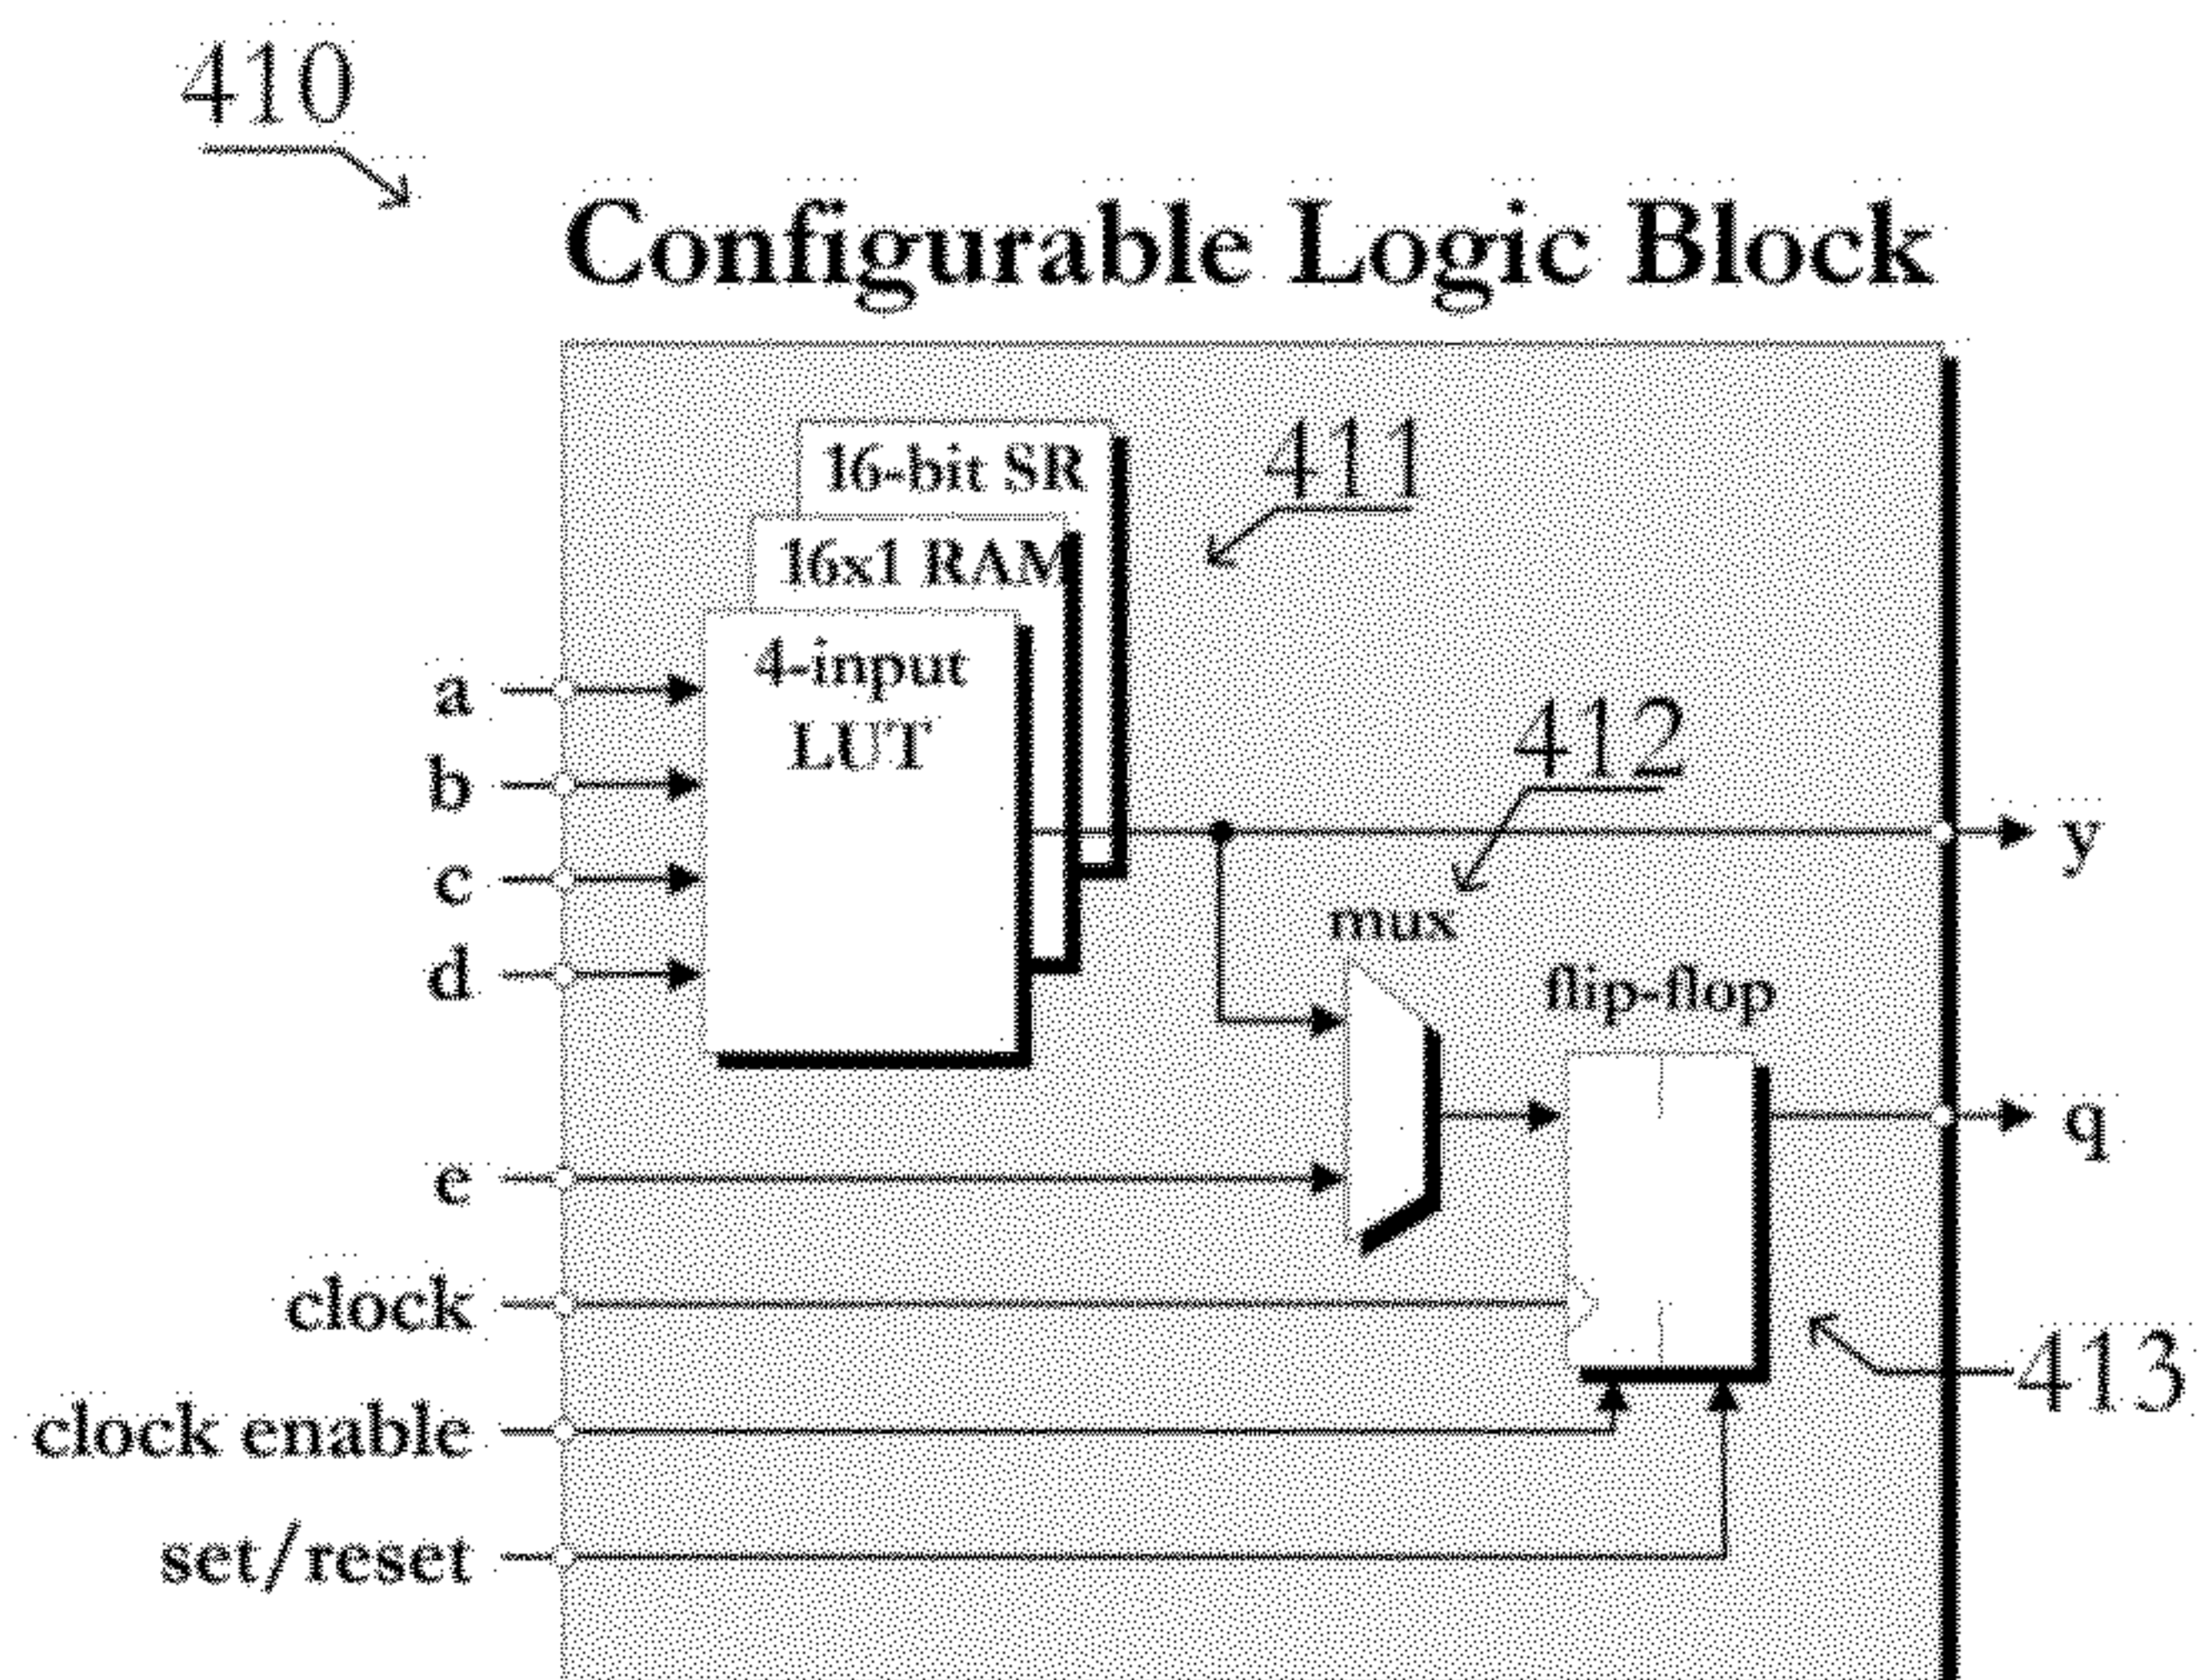 410
Configurable Logic Block
16-bit SR
411
16x1 RAM
4-input
LUT
a
b
c
d
412
y
mux
flip-flop
q
e
clock
413
clock enable
set/reset